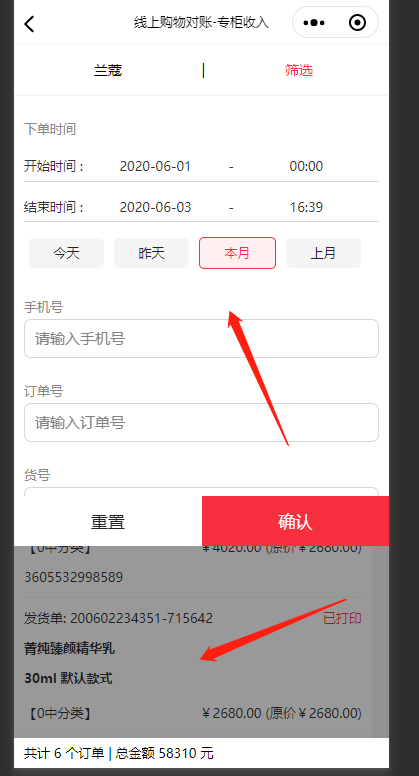 线上购物对账-专柜收入
兰蔻 | 筛选
下单时间
开始时间 : 2020-06-01 - 00:00
结束时间 : 2020-06-03 - 16:39
今天 昨天 本月 上月
手机号
请输入手机号
订单号
请输入订单号
货号
重置 确认
【0中分类】 ￥4020.00 (原价￥2680.00)
3605532998589
发货单: 200602234351-715642 已打印
菁纯臻颜精华乳
30ml 默认款式
【0中分类】 ￥2680.00 (原价￥2680.00)
共计 6 个订单 | 总金额 58310 元